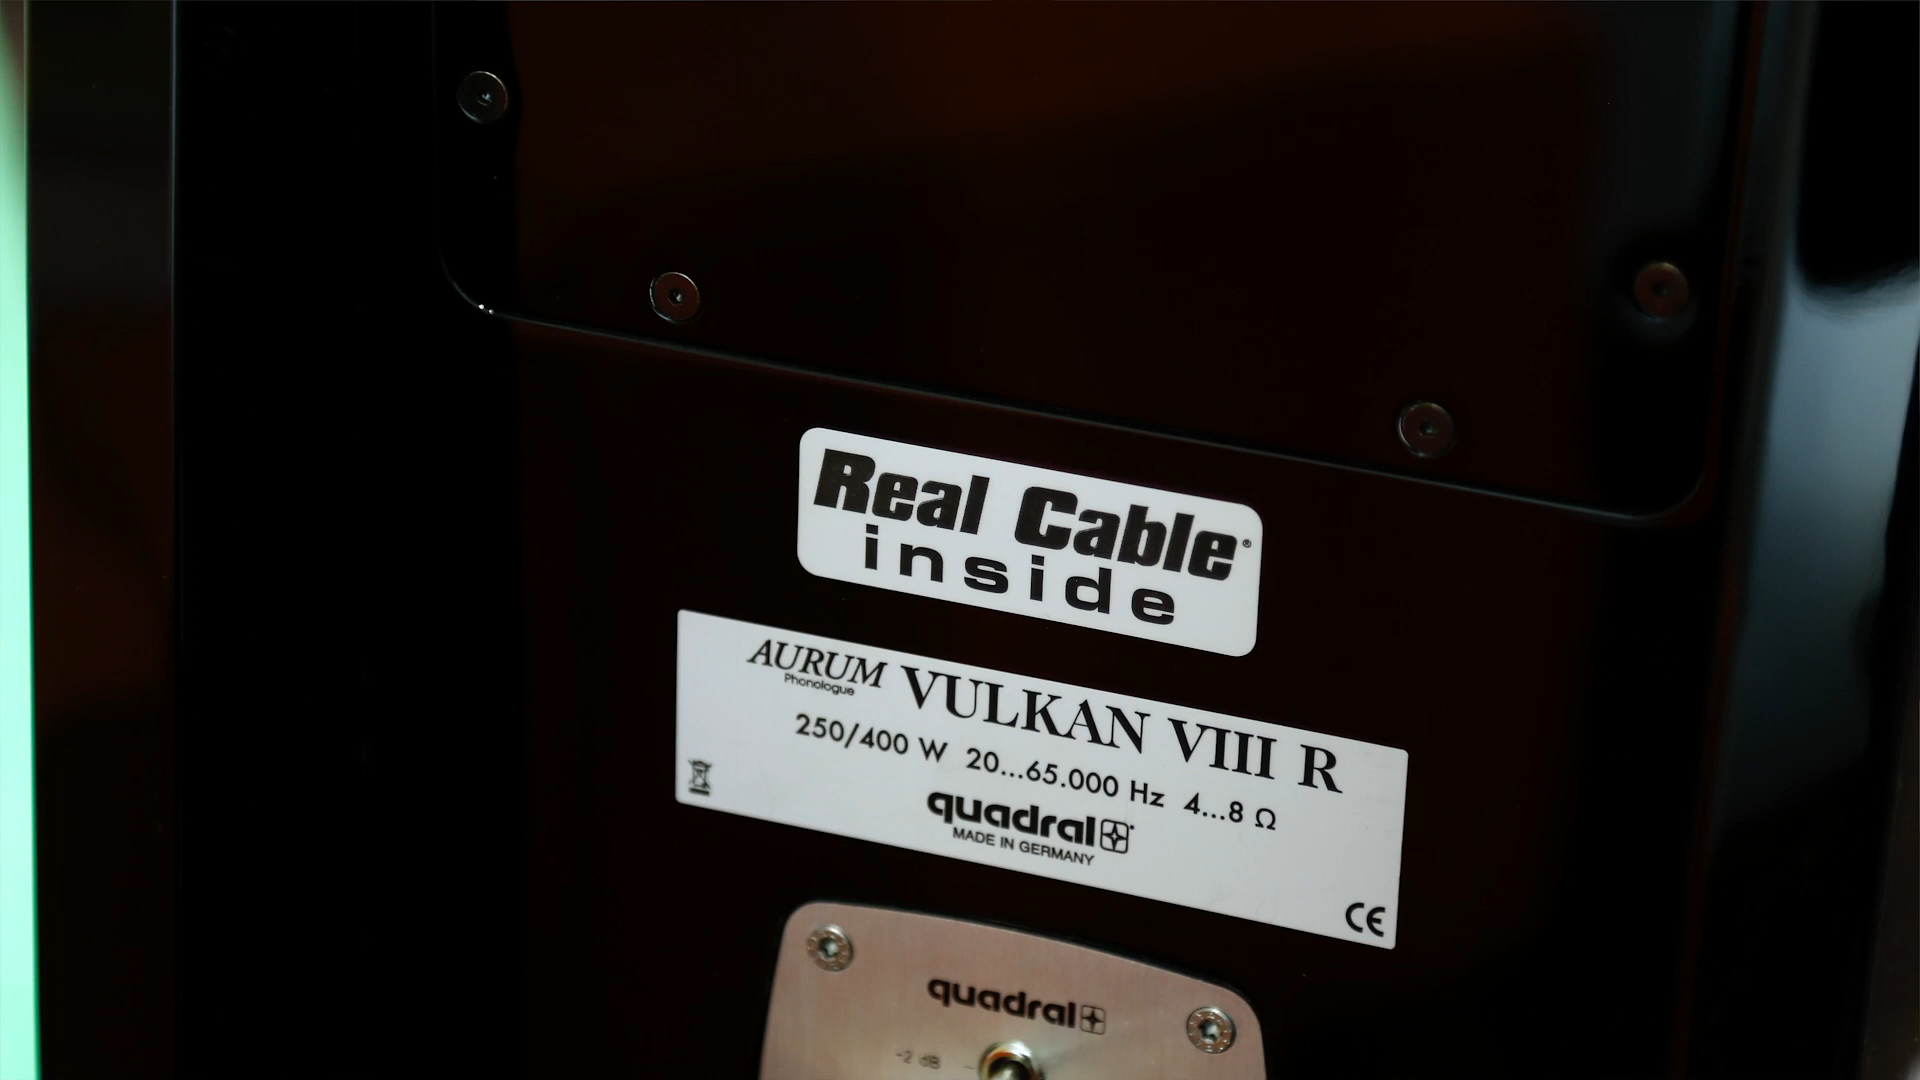 Real Cable®
inside
AURUM VULKAN VIII R
Phonologue
250/400 W 20...65.000 Hz 4...8 Ω
quadral
MADE IN GERMANY
CE
quadral
-2 dB